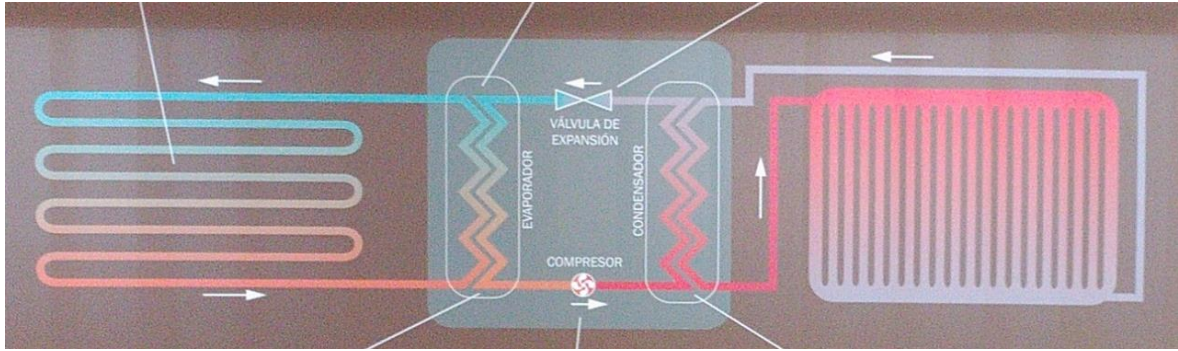 VÁLVULA DE
EXPANSIÓN
EVAPORADOR
CONDENSADOR
COMPRESOR